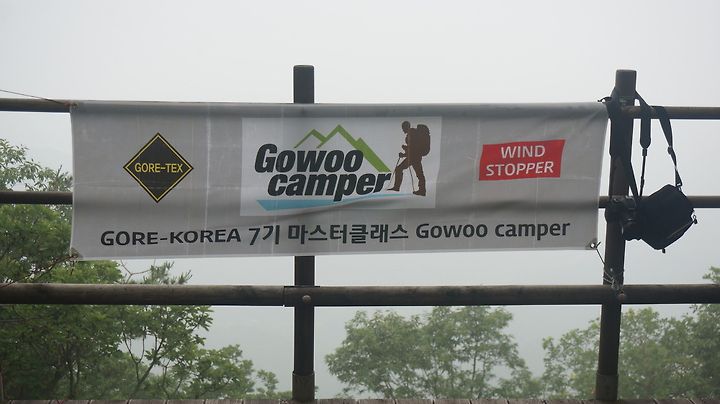 GORE-TEX
Gowoo
camper
WIND
STOPPER
GORE-KOREA 7기 마스터클래스 Gowoo camper